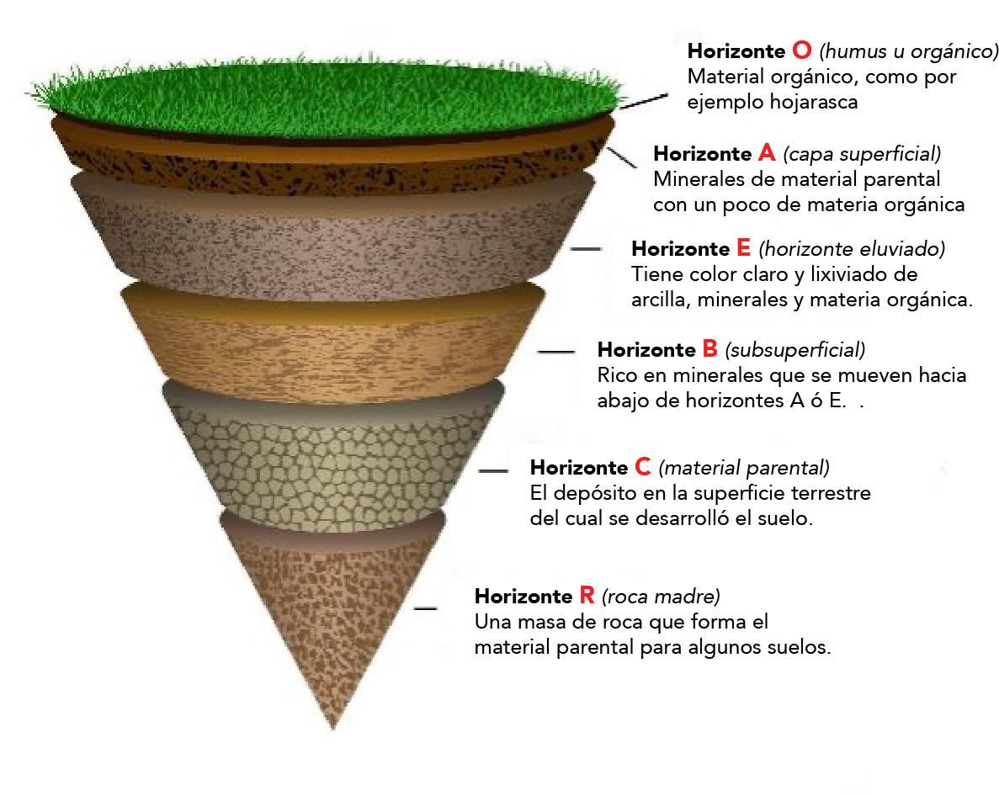 Horizonte O (humus u orgánico)
Material orgánico, como por
ejemplo hojarasca
Horizonte A (capa superficial)
Minerales de material parental
con un poco de materia orgánica
Horizonte E (horizonte eluviado)
Tiene color claro y lixiviado de
arcilla, minerales y materia orgánica.
Horizonte B (subsuperficial)
Rico en minerales que se mueven hacia
abajo de horizontes A ó E.  .
Horizonte C (material parental)
El depósito en la superficie terrestre
del cual se desarrolló el suelo.
Horizonte R (roca madre)
Una masa de roca que forma el
material parental para algunos suelos.